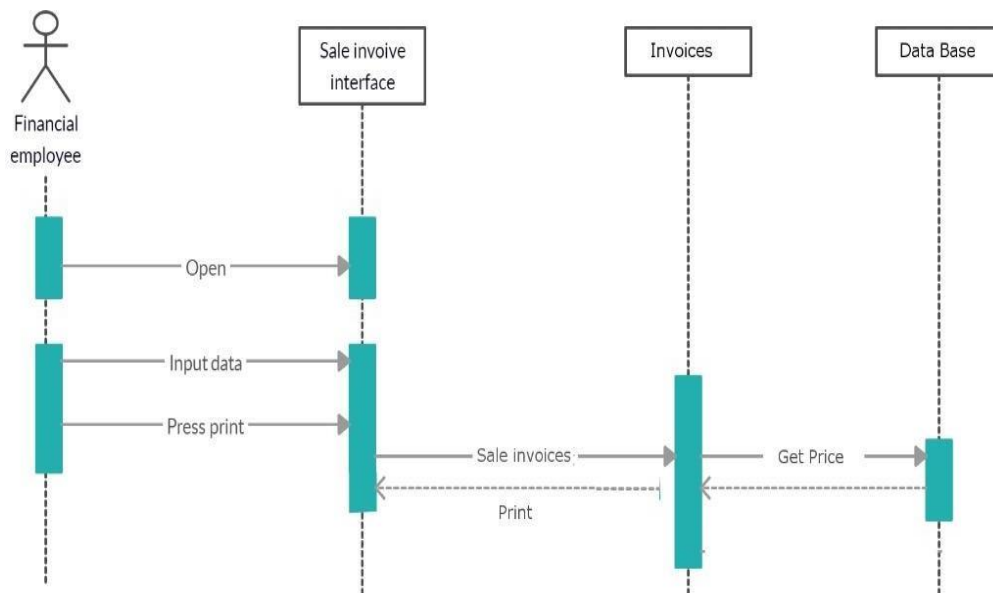 Sale invoive
interface
Invoices
Data Base
Financial
employee
Open
Input data
Press print
Sale invoices
Get Price
Print